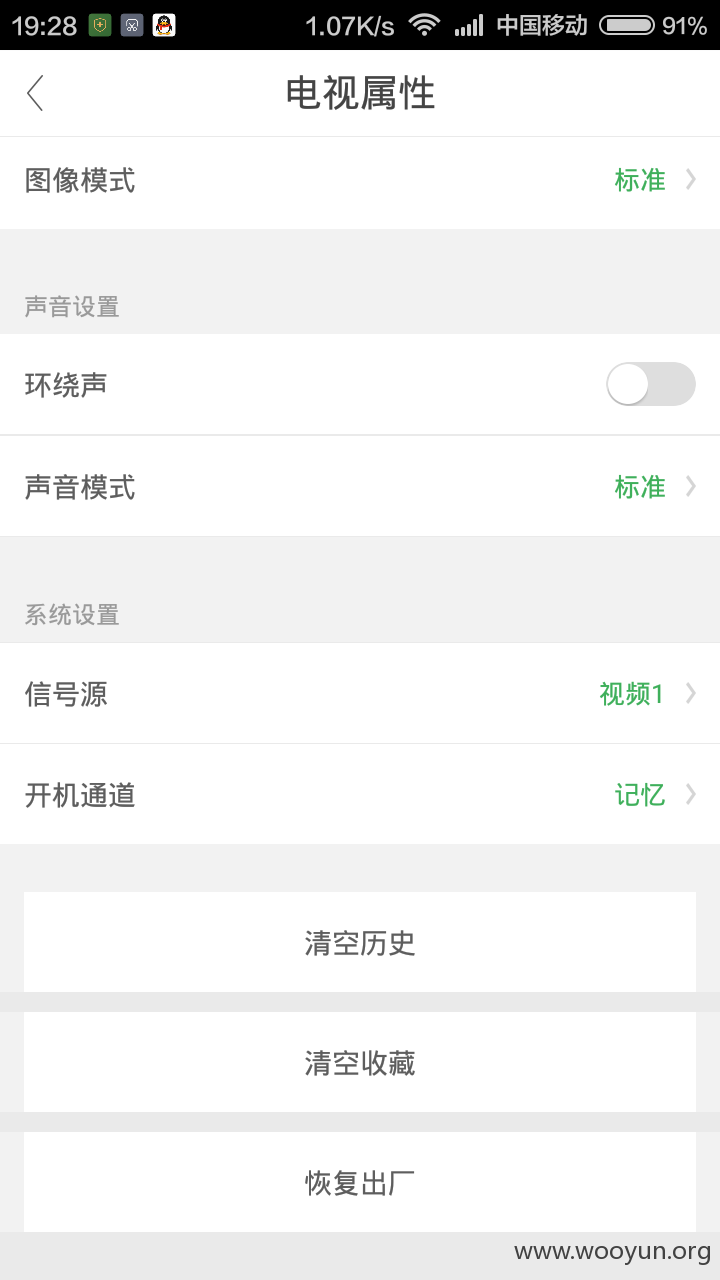 19:28 1.07K/s 中国移动 91%
电视属性
图像模式 标准
声音设置
环绕声
声音模式 标准
系统设置
信号源 视频1
开机通道 记忆
清空历史
清空收藏
恢复出厂
www.wooyun.org